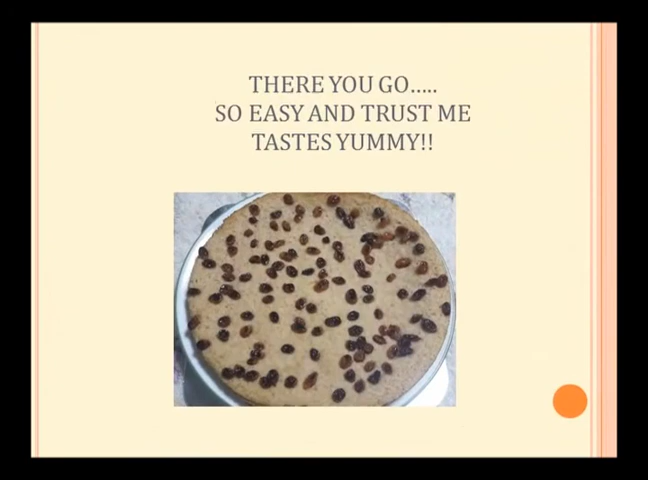 THERE YOU GO.....
SO EASY AND TRUST ME
TASTES YUMMY!!